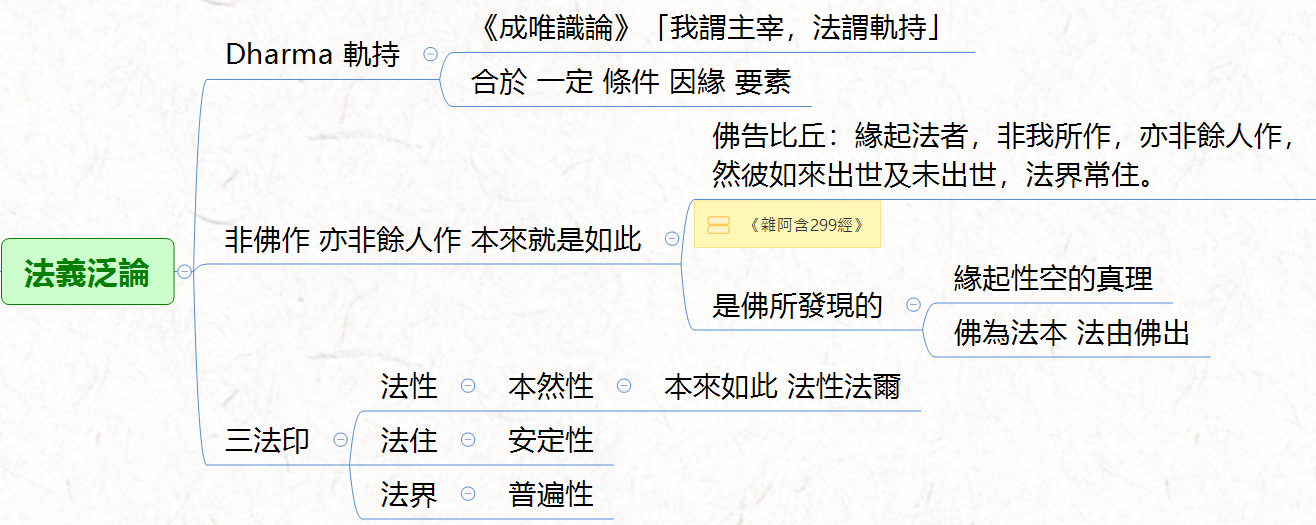 法義泛論
Dharma 軌持
《成唯識論》「我謂主宰，法謂軌持」
合於 一定 條件 因緣 要素
非佛作 亦非餘人作 本來就是如此
佛告比丘：緣起法者，非我所作，亦非餘人作，
然彼如來出世及未出世，法界常住。
《雜阿含299經》
是佛所發現的
緣起性空的真理
佛為法本 法由佛出
三法印
法性
本然性
本來如此 法性法爾
法住
安定性
法界
普遍性